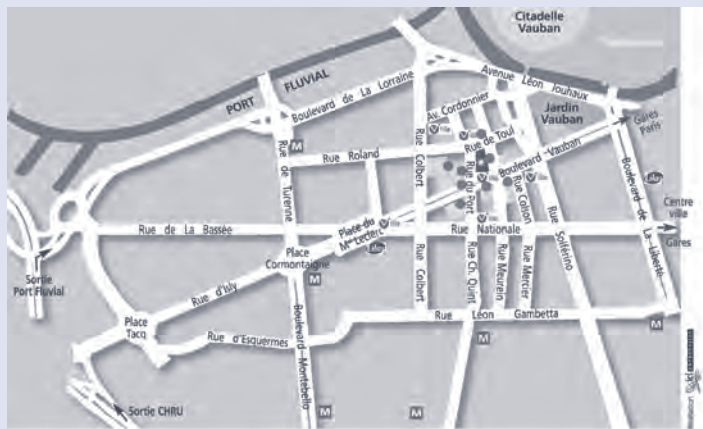 Citadelle
Vauban
PORT FLUVIAL
Boulevard de La Lorraine
Avenue Léon Jouhaux
Av. Cordonnier
Jardin
Vauban
Gares
Paris
M
Rue de Toul
Rue Roland
Boulevard Vauban
Rue de Turenne
Rue Colbert
Rue du Port
Rue Colson
Rue Solférino
Boulevard de La Liberté
Centre
ville
Gares
Rue de La Bassée
Place du
Mal Leclerc
Rue Nationale
Sortie
Port Fluvial
Place
Cormontaigne
M
Rue d'Isly
Rue Colbert
Rue Ch. Quint
Rue Meurein
Rue Mercier
Place
Tacq
Rue d'Esquermes
Boulevard Montebello
Rue Léon Gambetta
M
M
Sortie CHRU
M
M